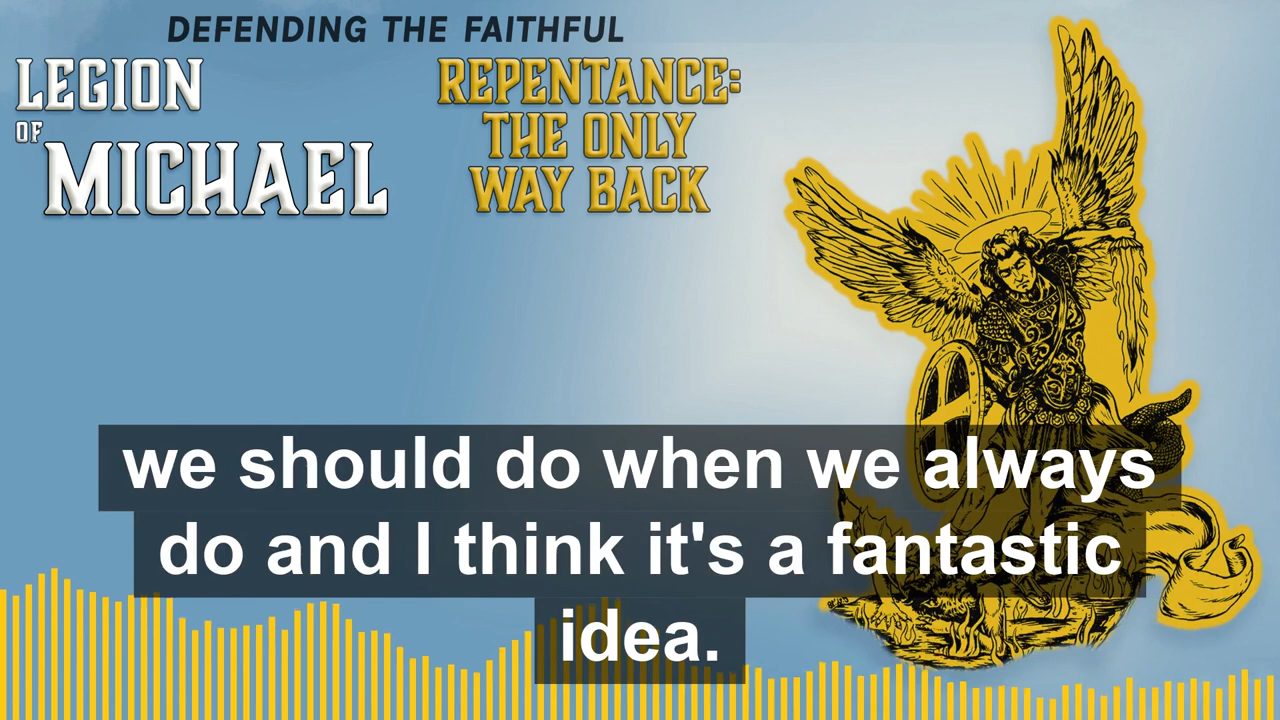 DEFENDING THE FAITHFUL
LEGION
OF
MICHAEL
REPENTANCE:
THE ONLY
WAY BACK
we should do when we always
do and I think it's a fantastic
idea.